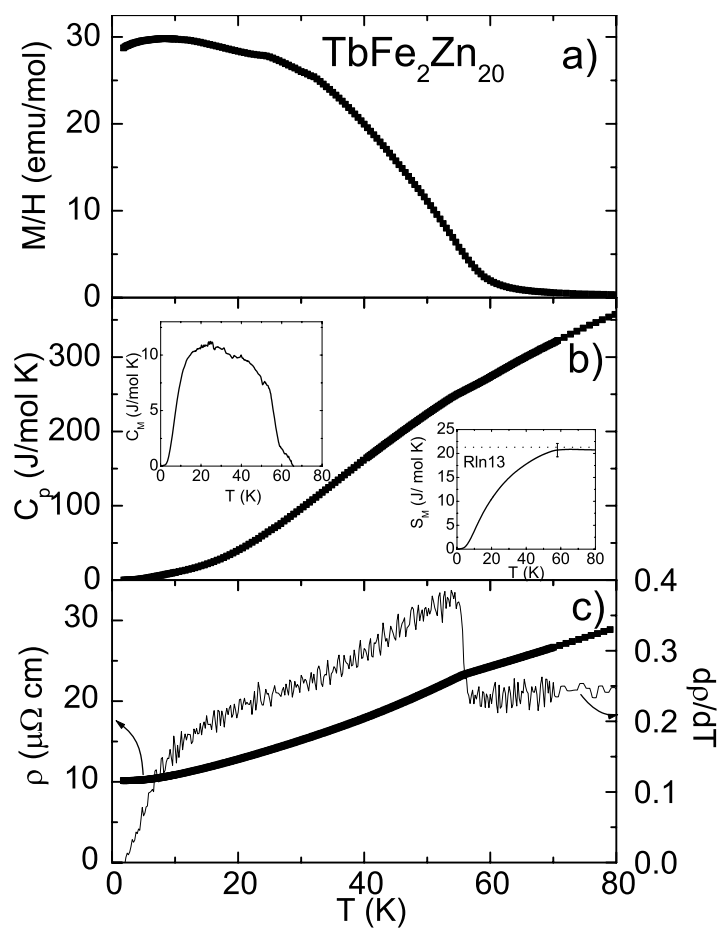 TbFe2Zn20
a)
M/H (emu/mol)
30
20
10
0
b)
Cp (J/mol K)
300
200
100
0
CM (J/mol K)
10
5
0
0 20 40 60 80
T (K)
SM (J/ mol K)
25
20
15
10
5
0
Rln13
0 20 40 60 80
T (K)
c)
ρ (μΩ cm)
30
20
10
0
dρ/dT
0.4
0.3
0.2
0.1
0.0
0 20 40 60 80
T (K)